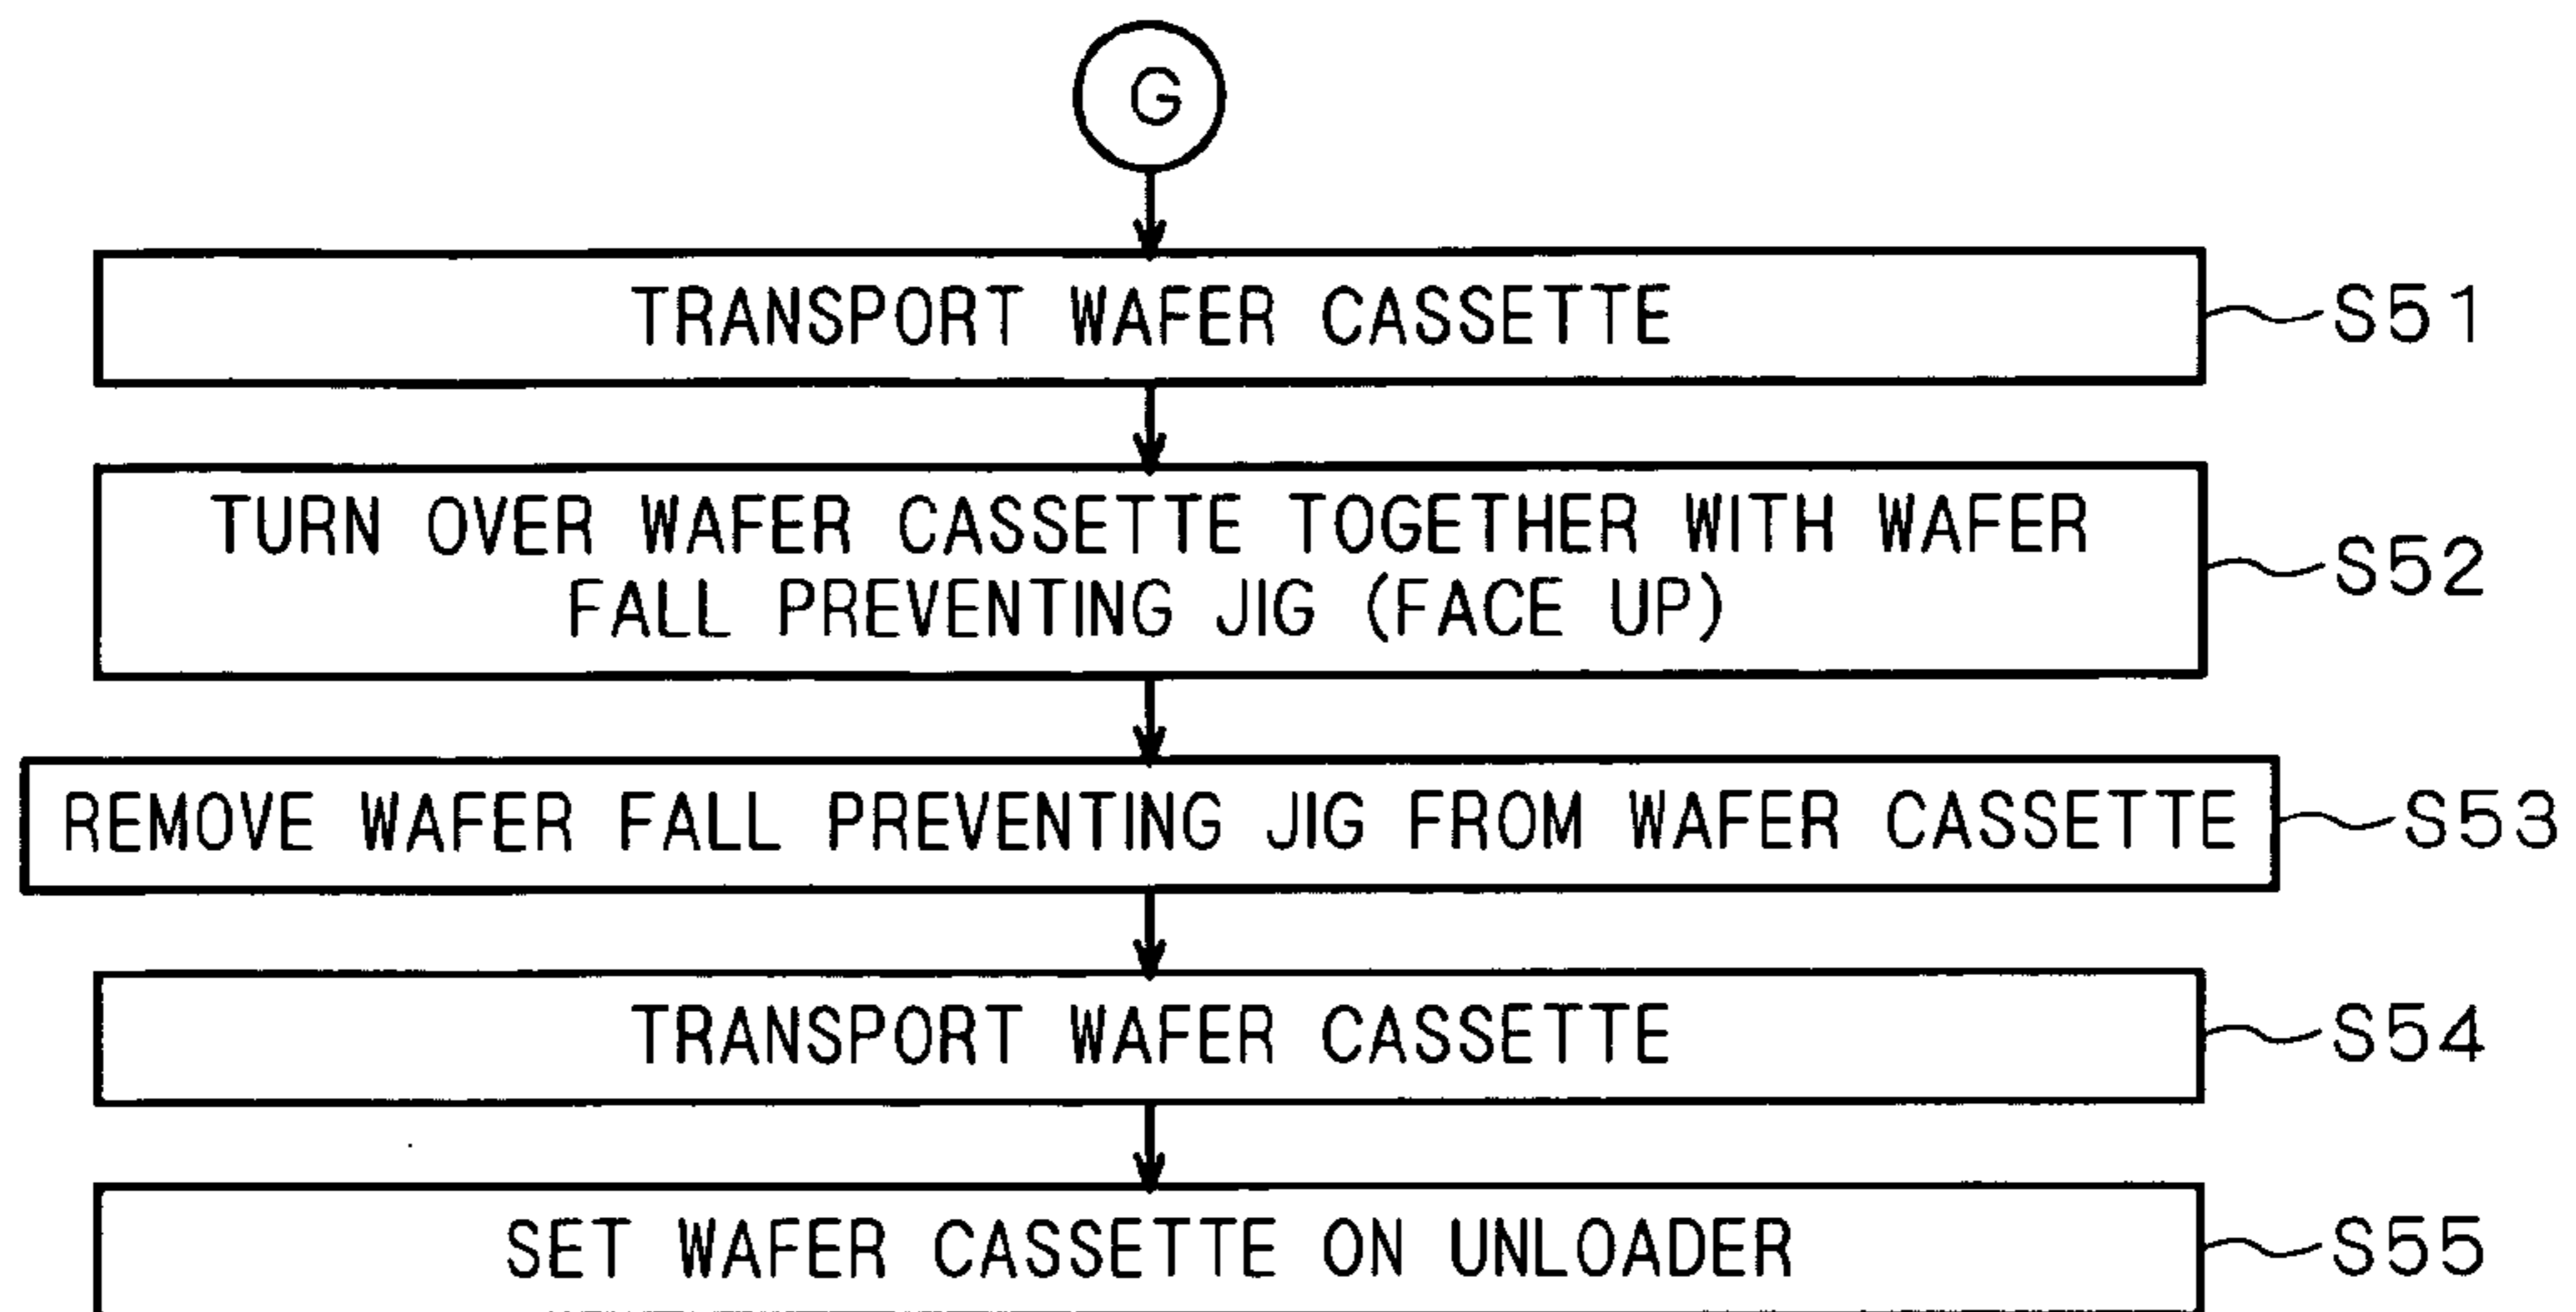 G
TRANSPORT WAFER CASSETTE S51
TURN OVER WAFER CASSETTE TOGETHER WITH WAFER
FALL PREVENTING JIG (FACE UP) S52
REMOVE WAFER FALL PREVENTING JIG FROM WAFER CASSETTE S53
TRANSPORT WAFER CASSETTE S54
SET WAFER CASSETTE ON UNLOADER S55